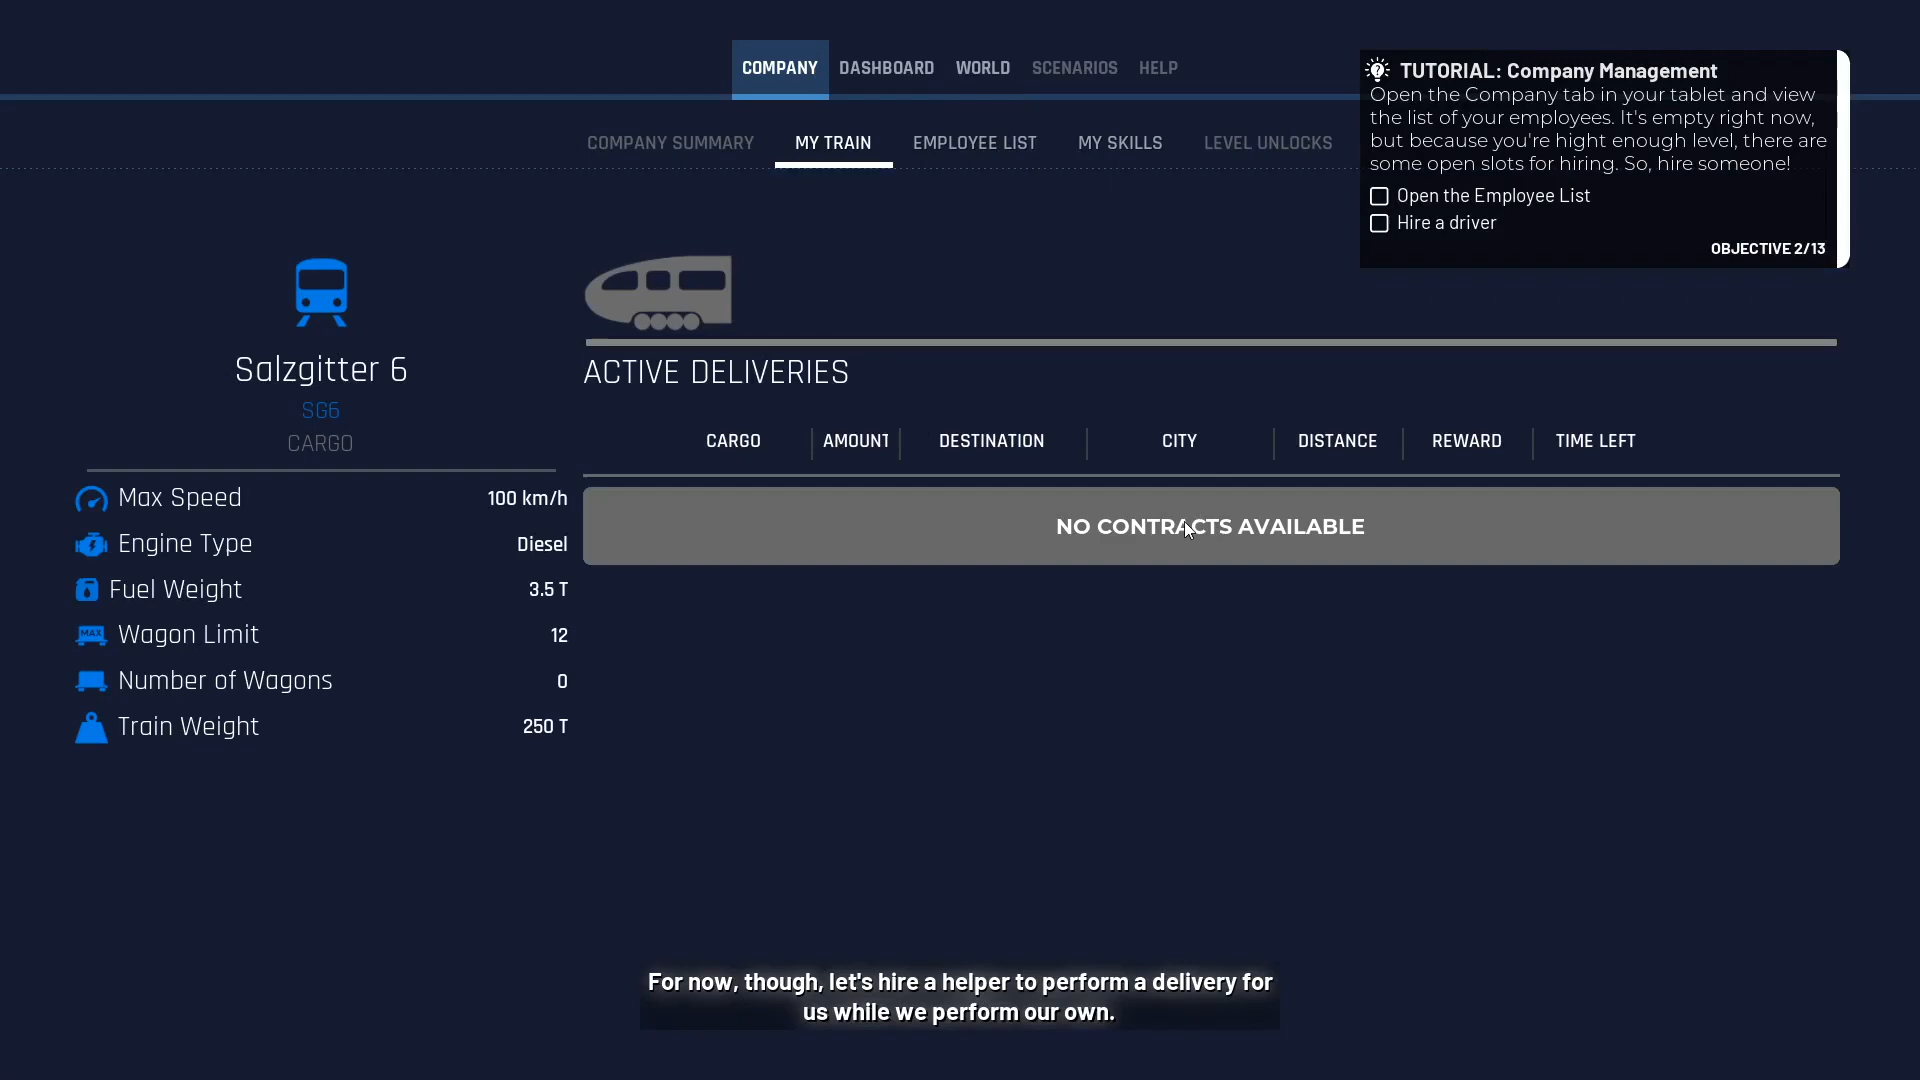 COMPANY DASHBOARD WORLD SCENARIOS HELP
TUTORIAL: Company Management
Open the Company tab in your tablet and view
the list of your employees. It's empty right now,
but because you're hight enough level, there are
some open slots for hiring. So, hire someone!
Open the Employee List
Hire a driver
OBJECTIVE 2/13
COMPANY SUMMARY MY TRAIN EMPLOYEE LIST MY SKILLS LEVEL UNLOCKS
Salzgitter 6
SG6
CARGO
Max Speed 100 km/h
Engine Type Diesel
Fuel Weight 3.5 T
MAX Wagon Limit 12
Number of Wagons 0
Train Weight 250 T
ACTIVE DELIVERIES
CARGO AMOUNT DESTINATION CITY DISTANCE REWARD TIME LEFT
NO CONTRACTS AVAILABLE
For now, though, let's hire a helper to perform a delivery for
us while we perform our own.